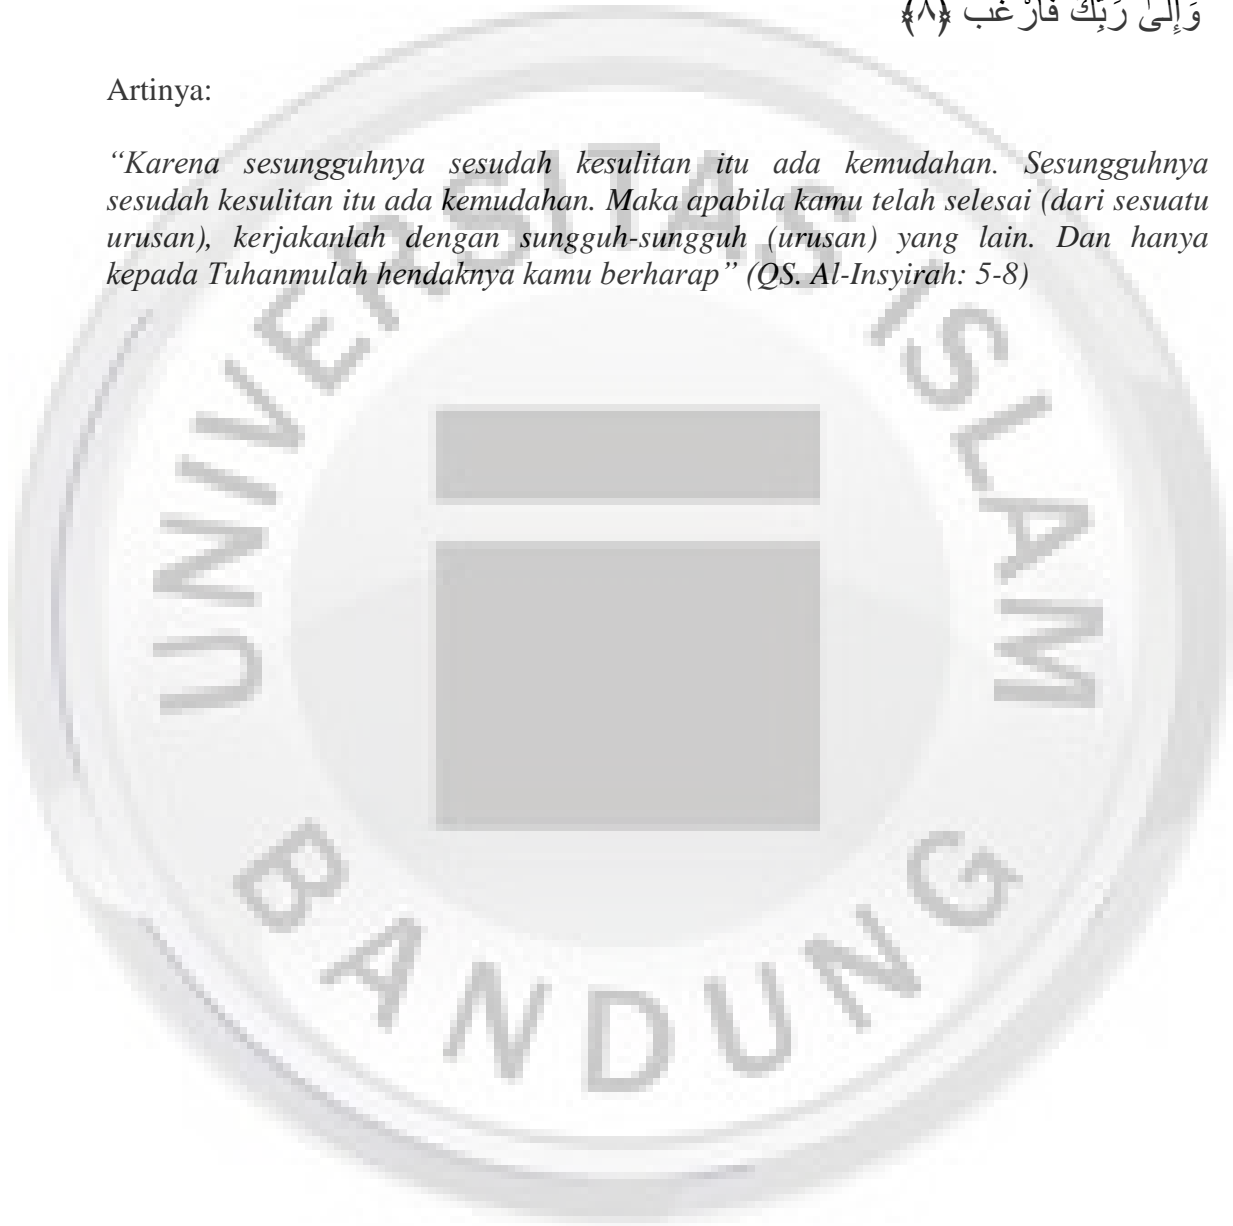 وَإِلَىٰ رَبِّكَ فَارْغَب ﴿٨﴾
Artinya:
“Karena sesungguhnya sesudah kesulitan itu ada kemudahan. Sesungguhnya
sesudah kesulitan itu ada kemudahan. Maka apabila kamu telah selesai (dari sesuatu
urusan), kerjakanlah dengan sungguh-sungguh (urusan) yang lain. Dan hanya
kepada Tuhanmulah hendaknya kamu berharap” (QS. Al-Insyirah: 5-8)
UNIVERSITAS ISLAM
BANDUNG